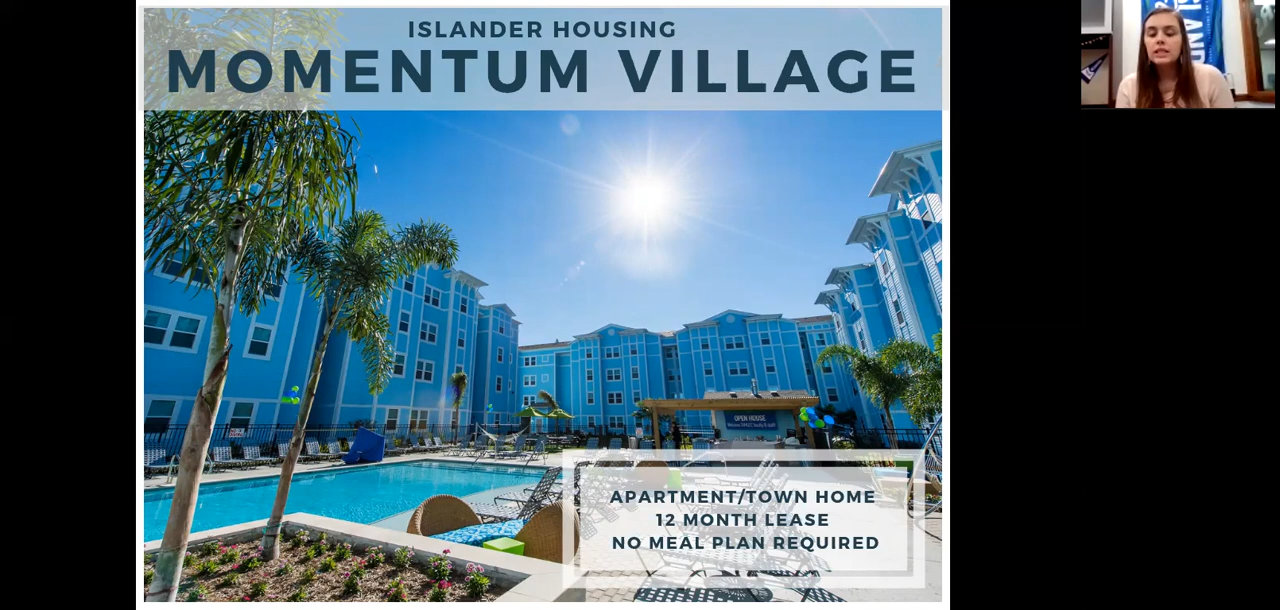 ISLANDER HOUSING
MOMENTUM VILLAGE
OPEN HOUSE
APARTMENT/TOWN HOME
12 MONTH LEASE
NO MEAL PLAN REQUIRED